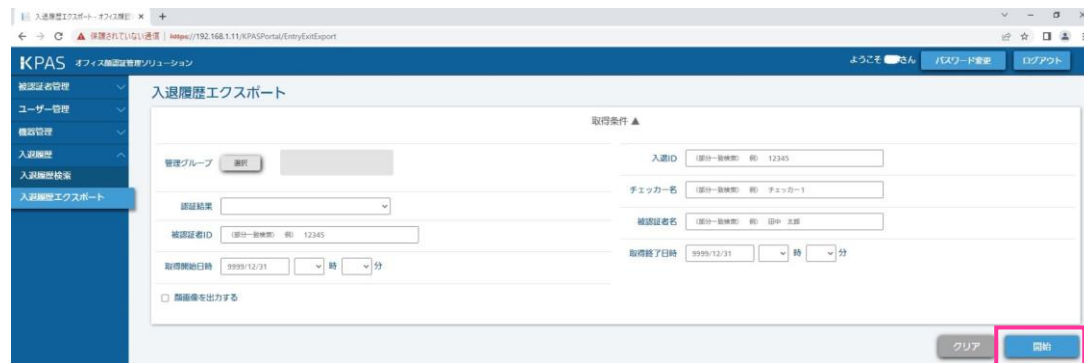 入退履歴エクスポート - オフィス顔認証
保護されていない通信 | https://192.168.1.11/KPASPortal/EntryExitExport
KPAS オフィス顔認証管理ソリューション
ようこそ さん
パスワード変更
ログアウト
被認証者管理
ユーザー管理
機器管理
入退履歴
入退履歴検索
入退履歴エクスポート
入退履歴エクスポート
取得条件 ▲
管理グループ 選択
入退ID (部分一致検索) 例) 12345
チェッカー名 (部分一致検索) 例) チェッカー1
認証結果
被認証者名 (部分一致検索) 例) 田中 太郎
被認証者ID (部分一致検索) 例) 12345
取得開始日時 9999/12/31 時 分
取得終了日時 9999/12/31 時 分
顔画像を出力する
クリア
開始